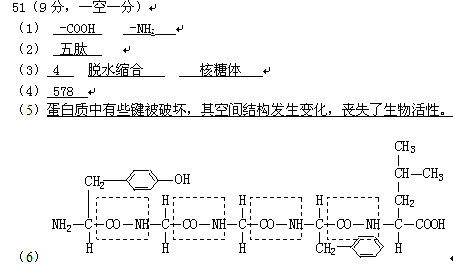 51（9分，一空一分）
（1） -COOH -NH₂
（2） 五肽
（3） 4 脱水缩合 核糖体
（4） 578
（5）蛋白质中有些键被破坏，其空间结构发生变化，丧失了生物活性。
CH₃
CH—CH₃
CH₂ OH CH₂
H H H
NH₂ C CO NH C CO NH C CO NH C CO NH C COOH
H H H CH₂ H
（6）